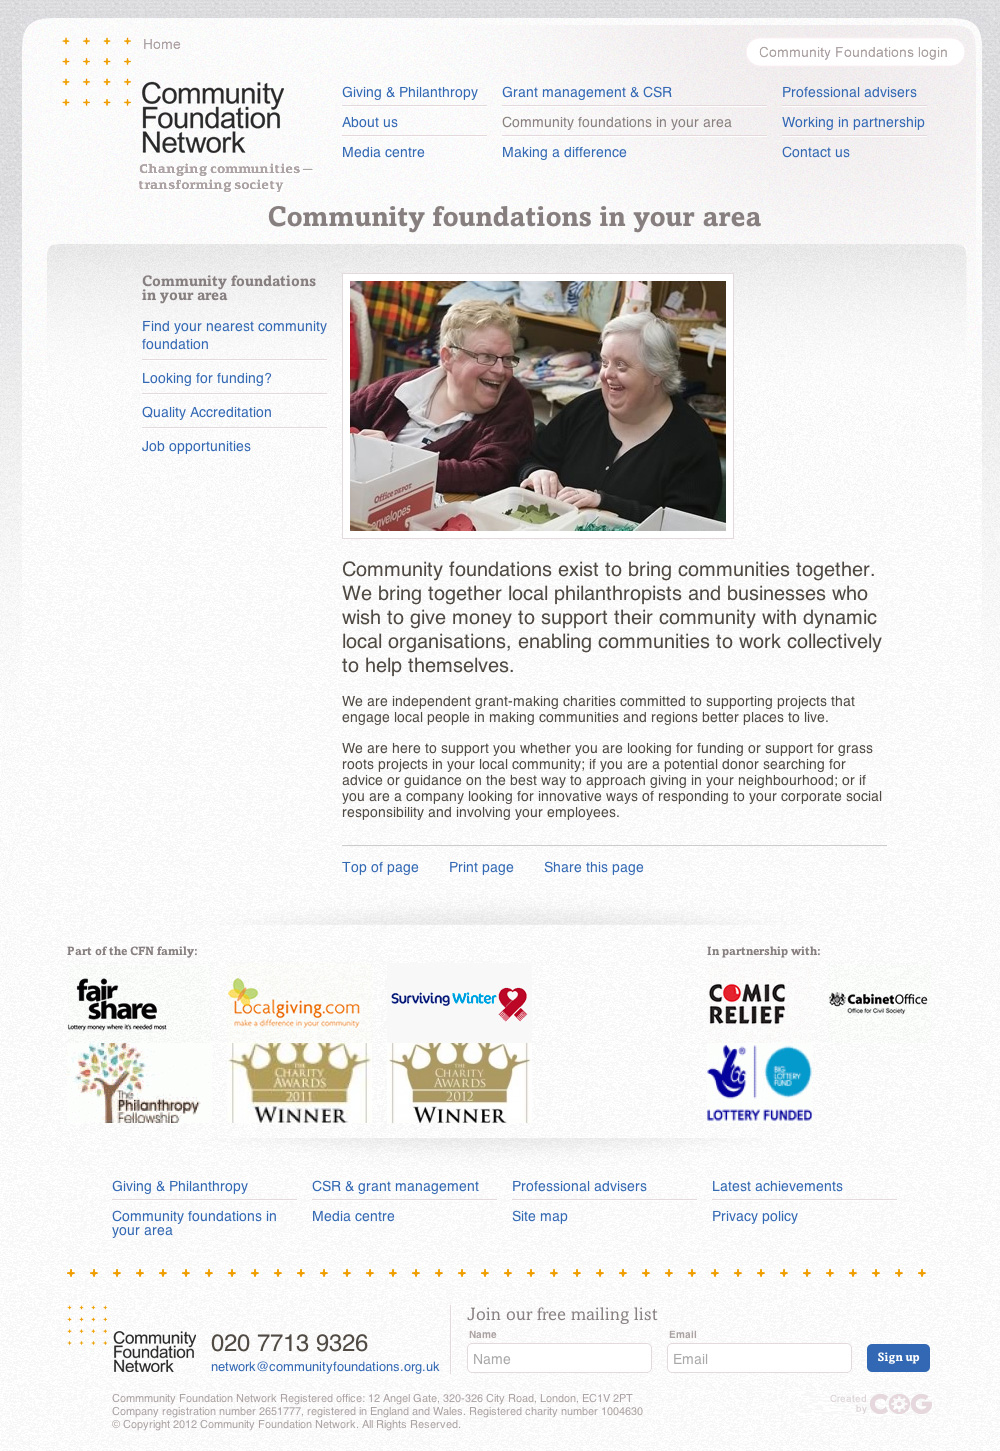 Home
Community Foundations login
Community
Foundation
Network
Changing communities –
transforming society
Giving & Philanthropy
Grant management & CSR
Professional advisers
About us
Community foundations in your area
Working in partnership
Media centre
Making a difference
Contact us
Community foundations in your area
Community foundations
in your area
Find your nearest community
foundation
Looking for funding?
Quality Accreditation
Job opportunities
Office DEPOT
envelopes
Community foundations exist to bring communities together.
We bring together local philanthropists and businesses who
wish to give money to support their community with dynamic
local organisations, enabling communities to work collectively
to help themselves.
We are independent grant-making charities committed to supporting projects that
engage local people in making communities and regions better places to live.
We are here to support you whether you are looking for funding or support for grass
roots projects in your local community; if you are a potential donor searching for
advice or guidance on the best way to approach giving in your neighbourhood; or if
you are a company looking for innovative ways of responding to your corporate social
responsibility and involving your employees.
Top of page
Print page
Share this page
Part of the CFN family:
fair
share
Lottery money where it's needed most
Localgiving.com
make a difference in your community
Surviving Winter
The
Philanthropy
Fellowship
THE
CHARITY
AWARDS
2011
WINNER
THE
CHARITY
AWARDS
2012
WINNER
In partnership with:
COMIC
RELIEF
CabinetOffice
Office for Civil Society
BIG
LOTTERY
FUND
LOTTERY FUNDED
Giving & Philanthropy
CSR & grant management
Professional advisers
Latest achievements
Community foundations in
your area
Media centre
Site map
Privacy policy
Community
Foundation
Network
020 7713 9326
network@communityfoundations.org.uk
Join our free mailing list
Name
Email
Name
Email
Sign up
Commmunity Foundation Network Registered office: 12 Angel Gate, 320-326 City Road, London, EC1V 2PT
Company registration number 2651777, registered in England and Wales. Registered charity number 1004630
© Copyright 2012 Community Foundation Network. All Rights Reserved.
Created
by COG